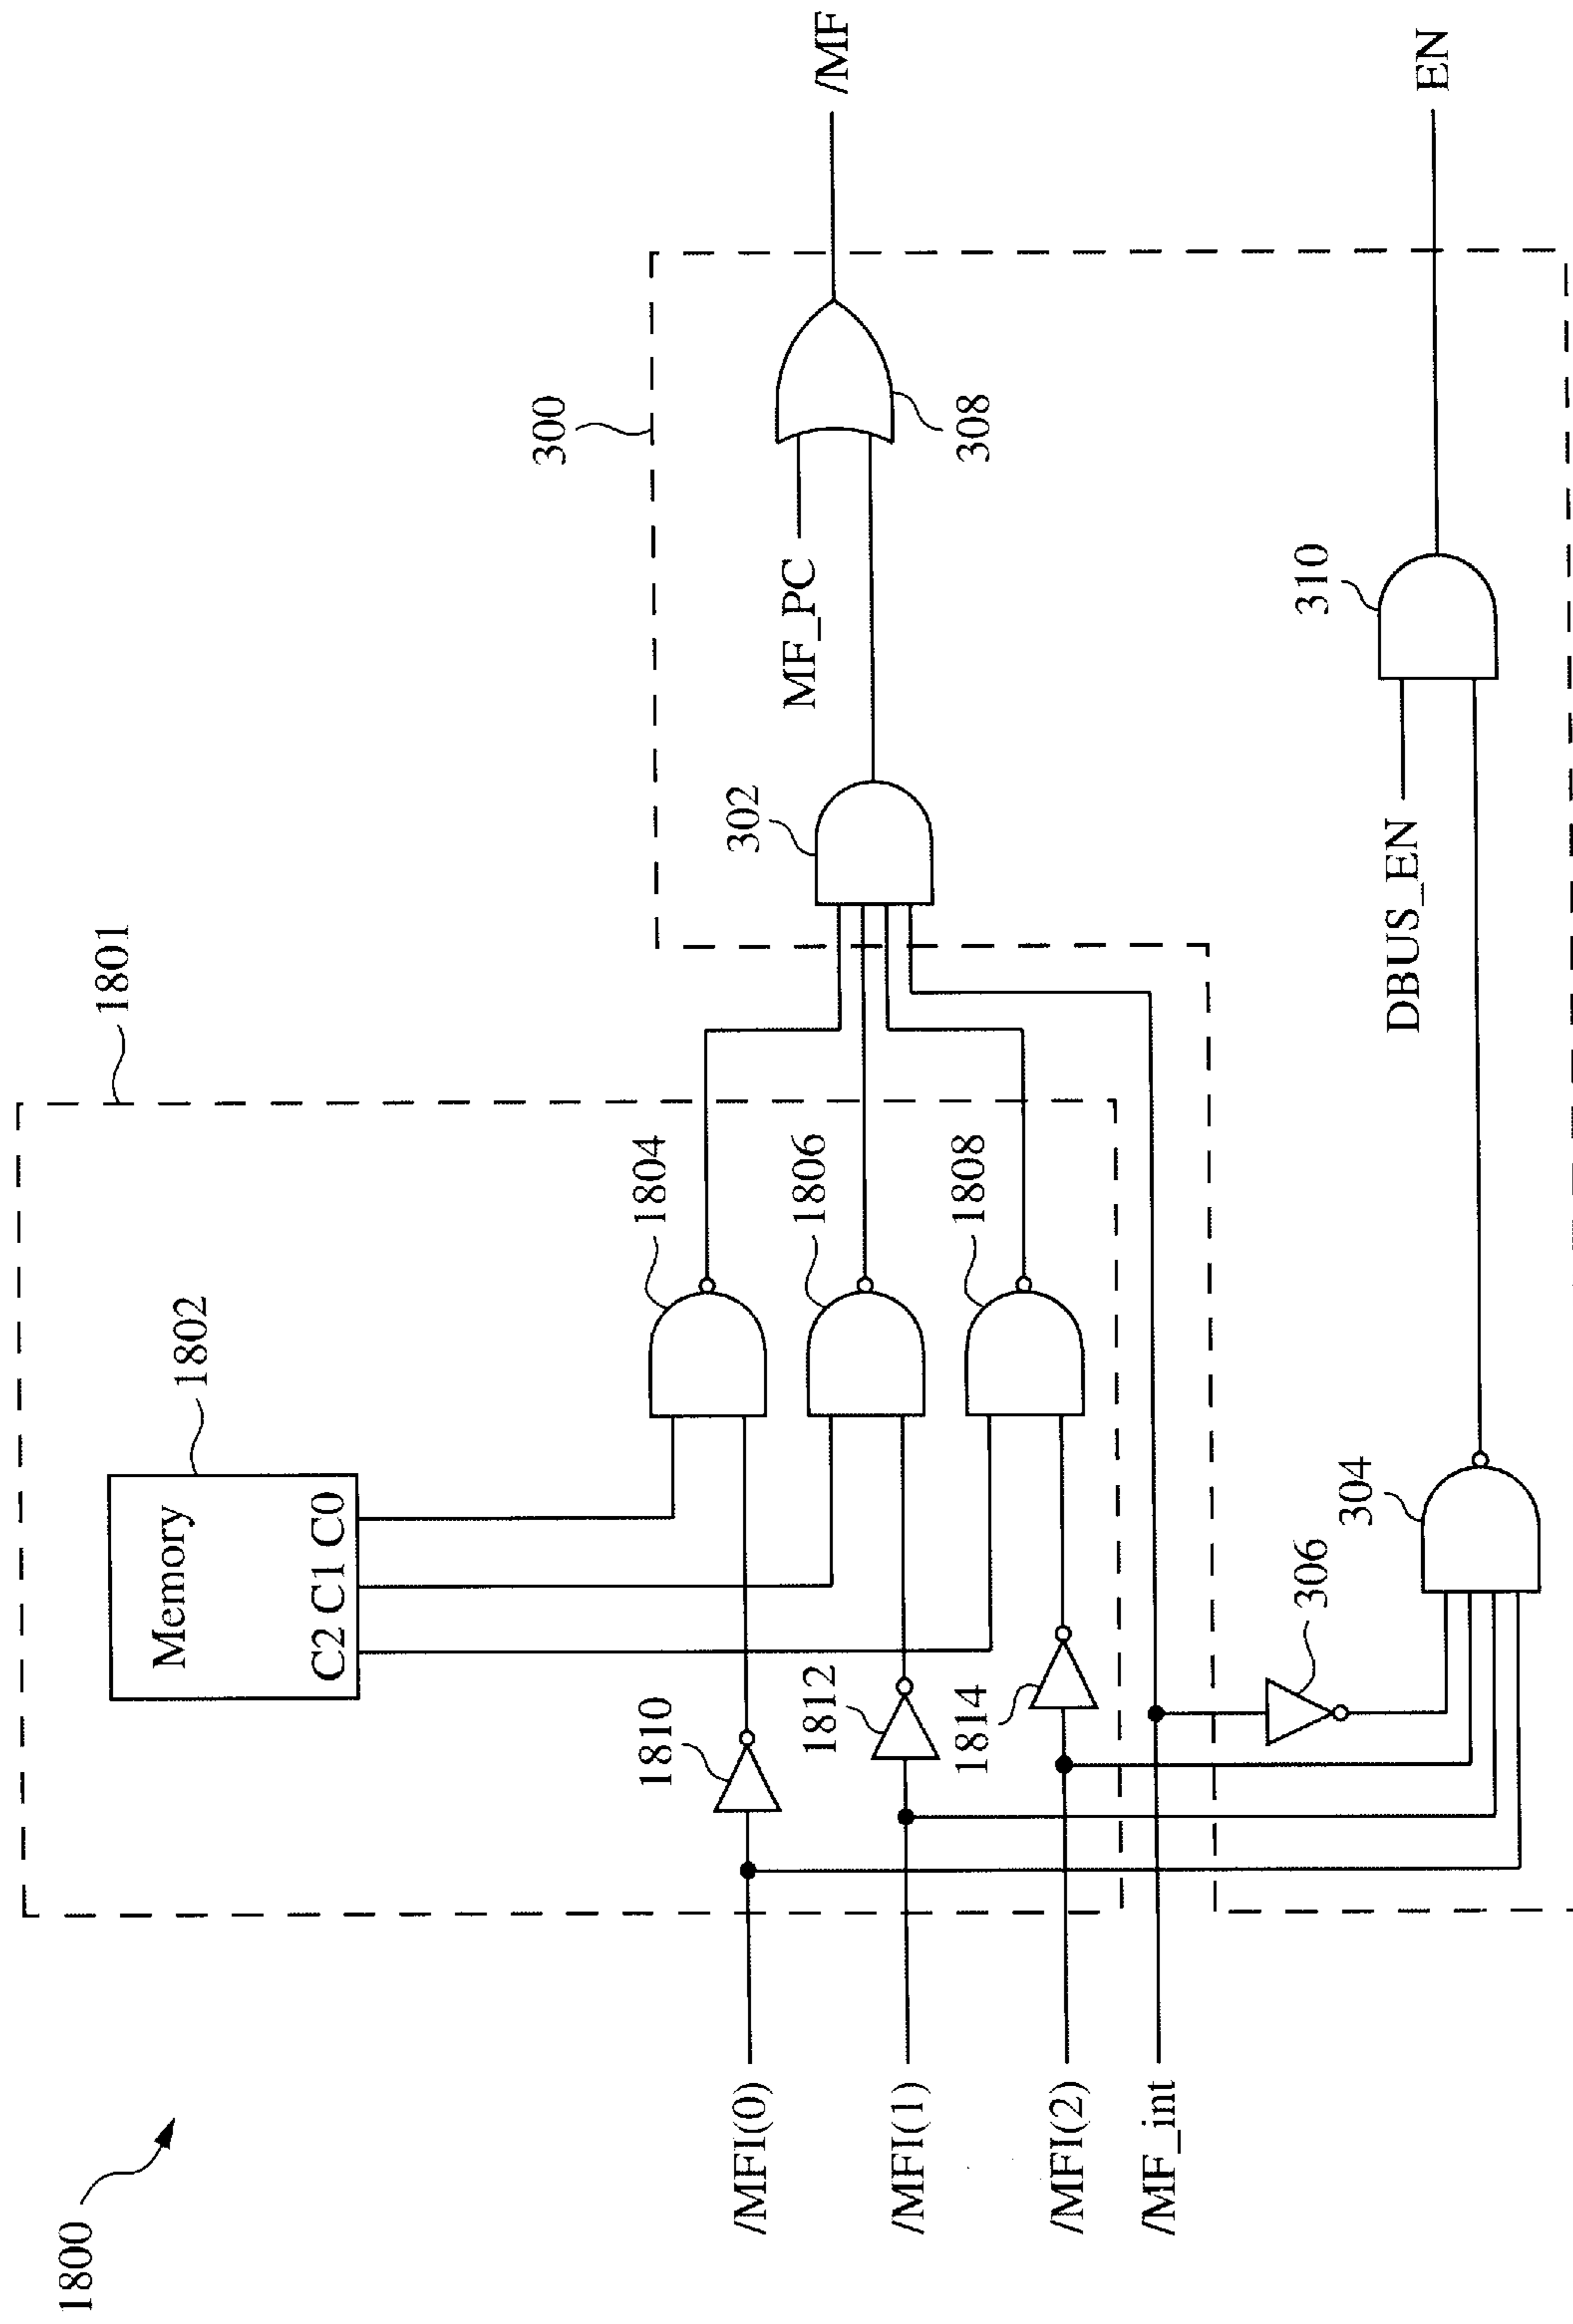 1800
1801
1802
Memory
C2 C1 C0
300
1804
1806
1808
1810
1812
1814
302
MF_PC
308
/MF
/MFI(0)
/MFI(1)
/MFI(2)
/MF_int
306
304
DBUS_EN
310
EN